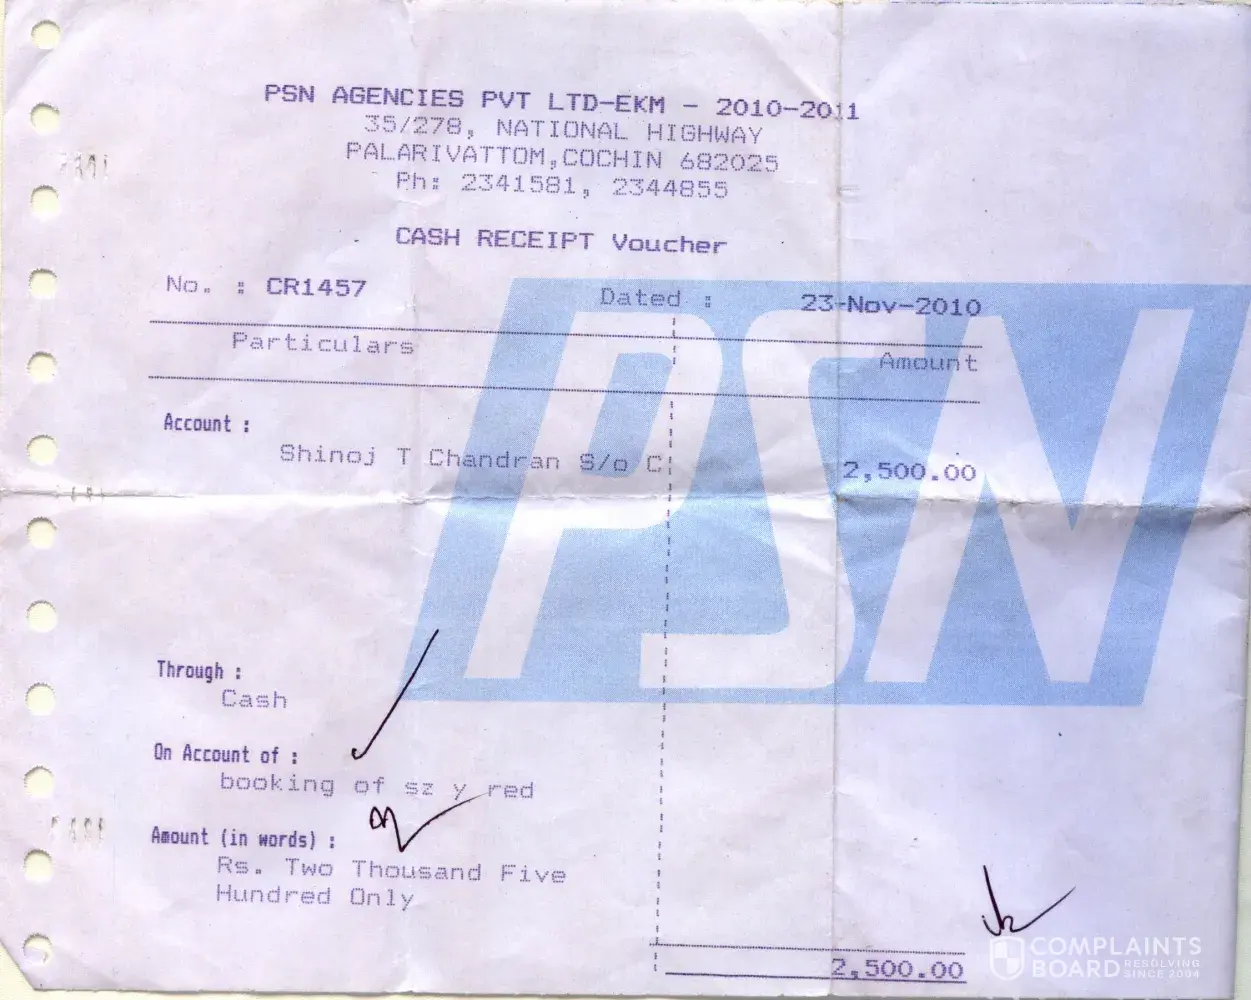 PSN AGENCIES PVT LTD-EKM - 2010-2011
35/278, NATIONAL HIGHWAY
PALARIVATTOM,COCHIN 682025
Ph: 2341581, 2344855
CASH RECEIPT Voucher
No. : CR1457 Dated : 23-Nov-2010
Particulars Amount
Account :
Shinoj T Chandran S/o C 2,500.00
PSN
Through :
Cash
On Account of :
booking of sz y red
Amount (in words) :
Rs. Two Thousand Five
Hundred Only
2,500.00
COMPLAINTS
BOARD RESOLVING
SINCE 2004